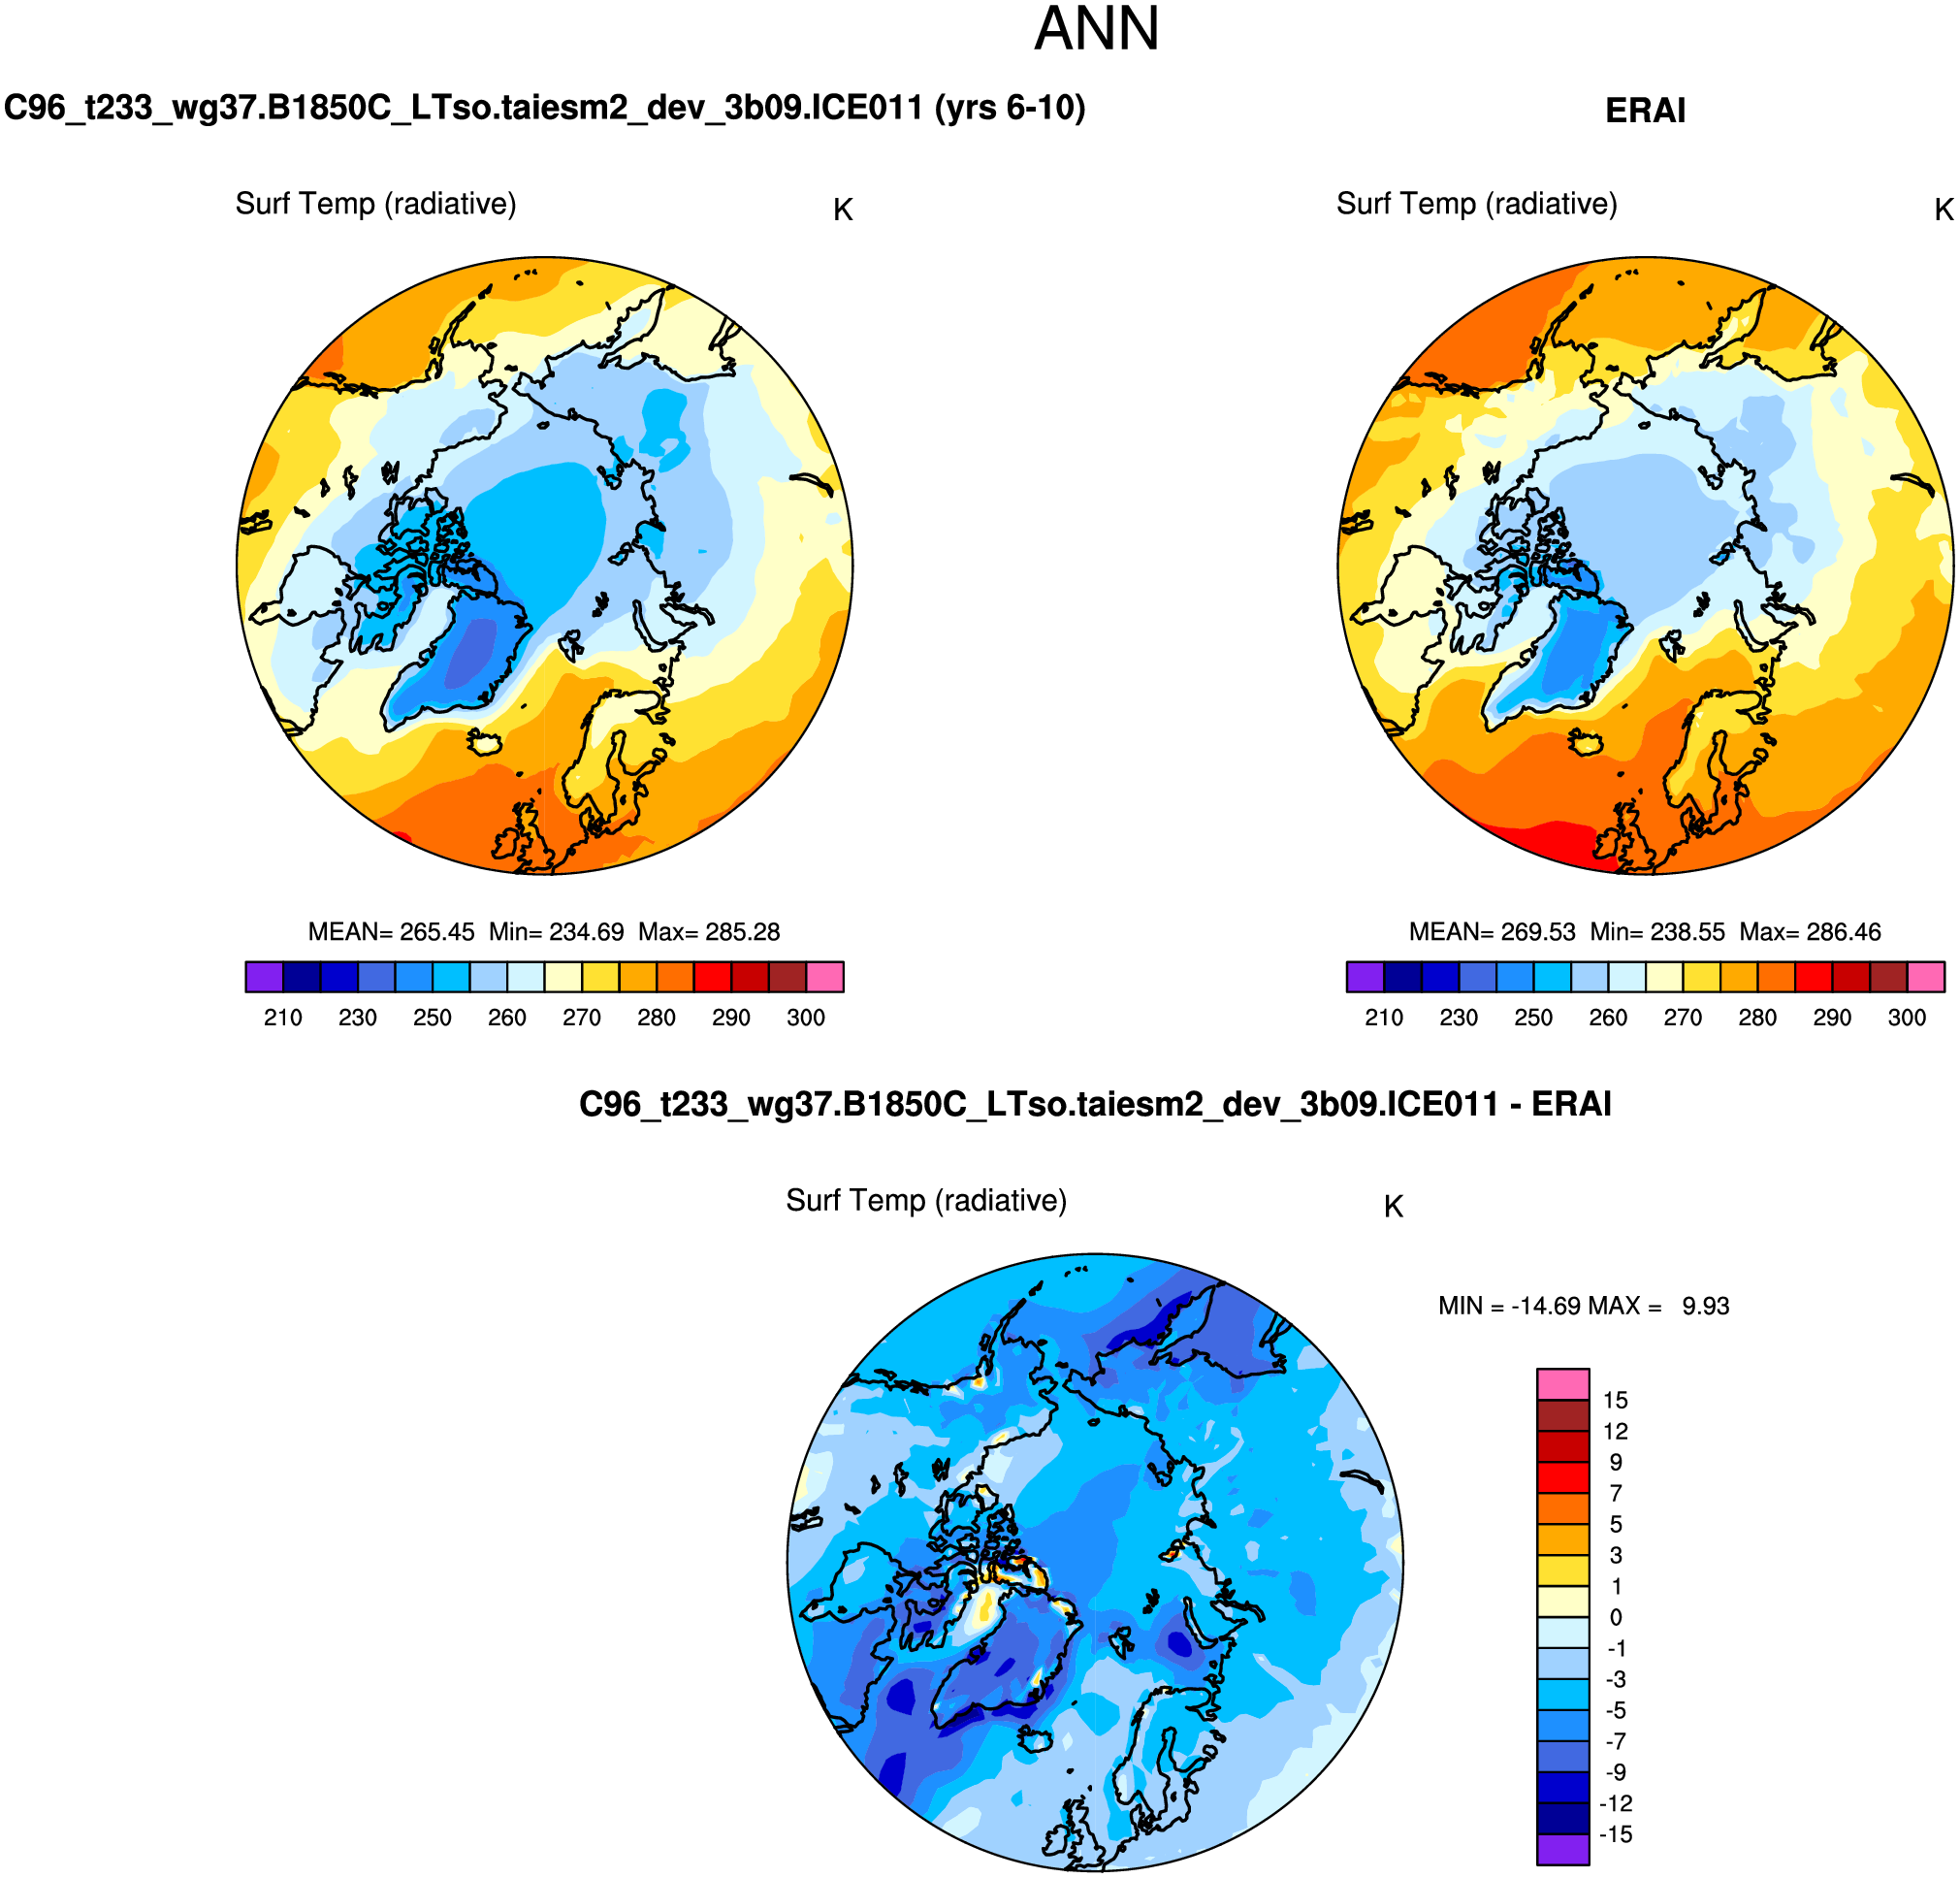 ANN
C96_t233_wg37.B1850C_LTso.taiesm2_dev_3b09.ICE011 (yrs 6-10)
ERAI
Surf Temp (radiative) K
Surf Temp (radiative) K
MEAN= 265.45 Min= 234.69 Max= 285.28
MEAN= 269.53 Min= 238.55 Max= 286.46
210 230 250 260 270 280 290 300
210 230 250 260 270 280 290 300
C96_t233_wg37.B1850C_LTso.taiesm2_dev_3b09.ICE011 - ERAI
Surf Temp (radiative) K
MIN = -14.69 MAX = 9.93
15
12
9
7
5
3
1
0
-1
-3
-5
-7
-9
-12
-15